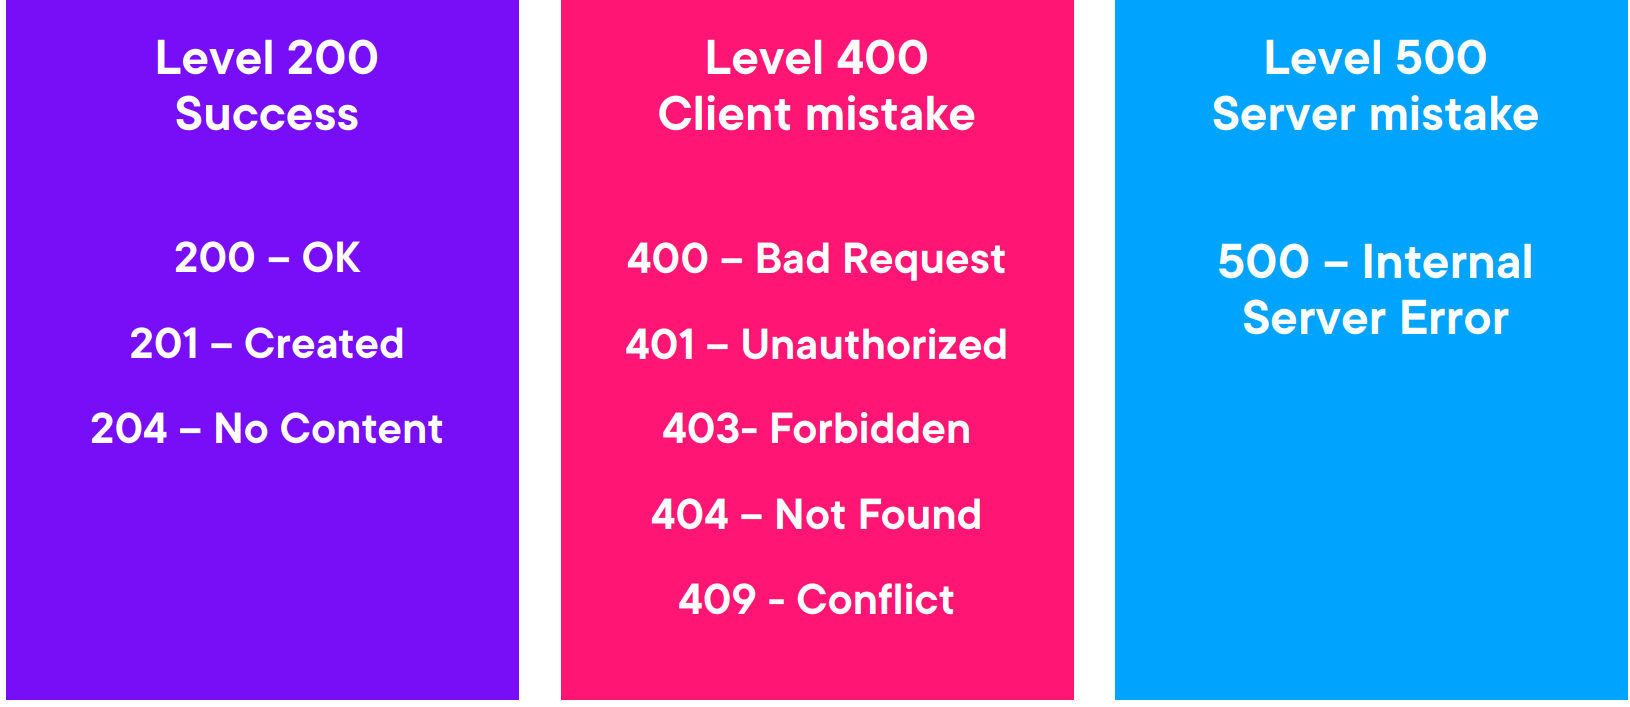 Level 200
Success
200 – OK
201 – Created
204 – No Content
Level 400
Client mistake
400 – Bad Request
401 – Unauthorized
403- Forbidden
404 – Not Found
409 - Conflict
Level 500
Server mistake
500 – Internal
Server Error